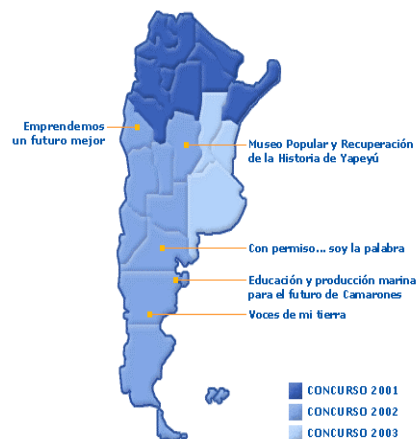 Emprendemos
un futuro mejor
Museo Popular y Recuperación
de la Historia de Yapeyú
Con permiso... soy la palabra
Educación y producción marina
para el futuro de Camarones
Voces de mi tierra
CONCURSO 2001
CONCURSO 2002
CONCURSO 2003